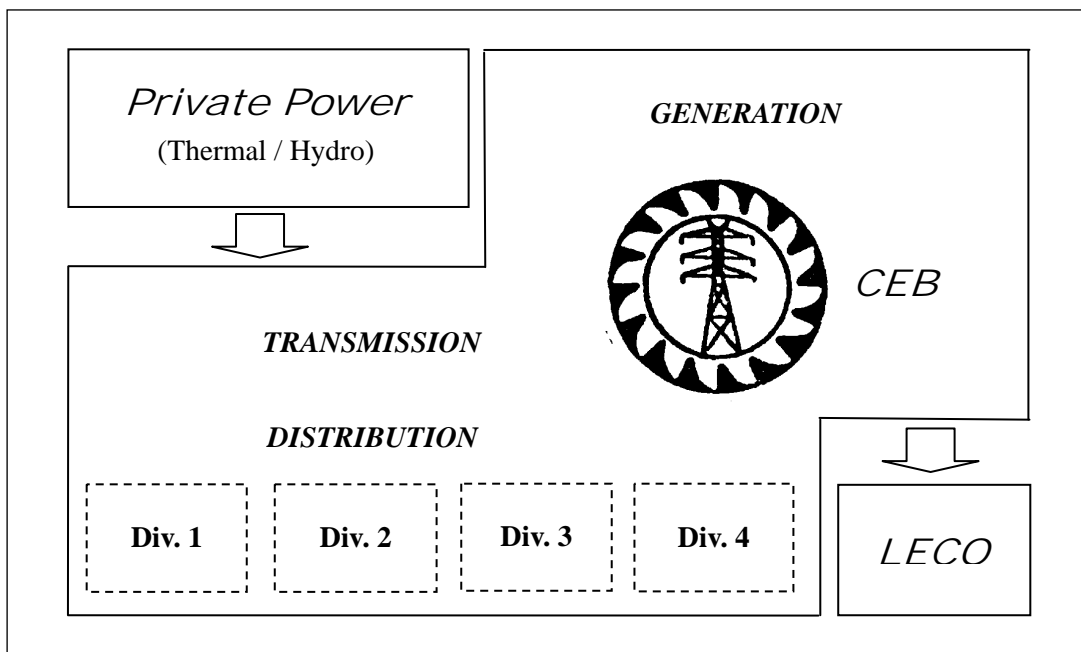 Private Power
(Thermal / Hydro)
GENERATION
CEB
TRANSMISSION
DISTRIBUTION
Div. 1
Div. 2
Div. 3
Div. 4
LECO